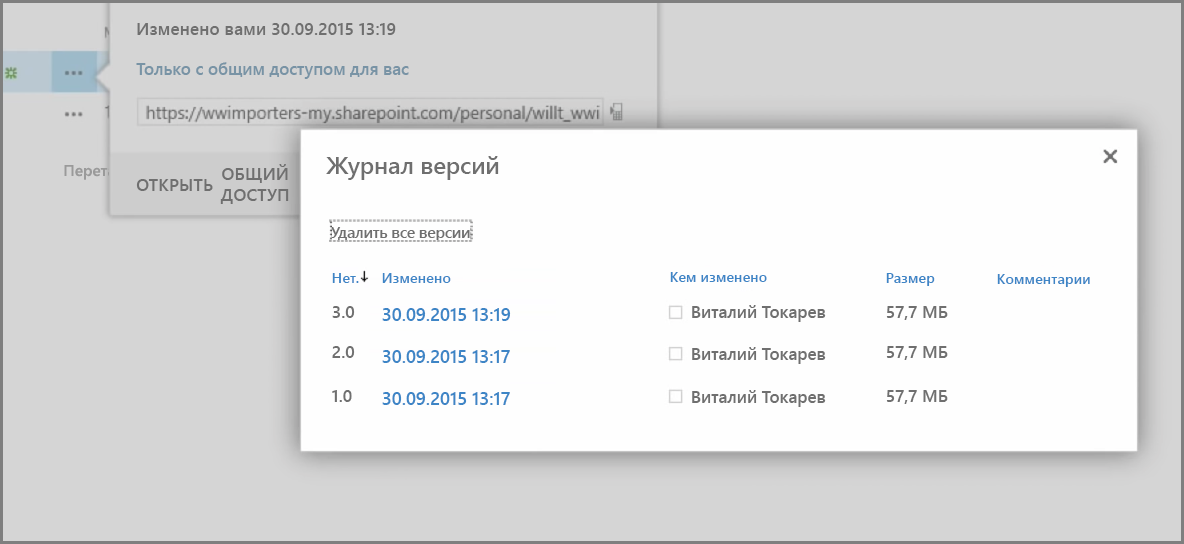 Изменено вами 30.09.2015 13:19
Только с общим доступом для вас
https://wwimporters-my.sharepoint.com/personal/willt_wwi
ОТКРЫТЬ
ОБЩИЙ ДОСТУП
Журнал версий
Удалить все версии
Нет. Изменено Кем изменено Размер Комментарии
3.0 30.09.2015 13:19 Виталий Токарев 57,7 МБ
2.0 30.09.2015 13:17 Виталий Токарев 57,7 МБ
1.0 30.09.2015 13:17 Виталий Токарев 57,7 МБ